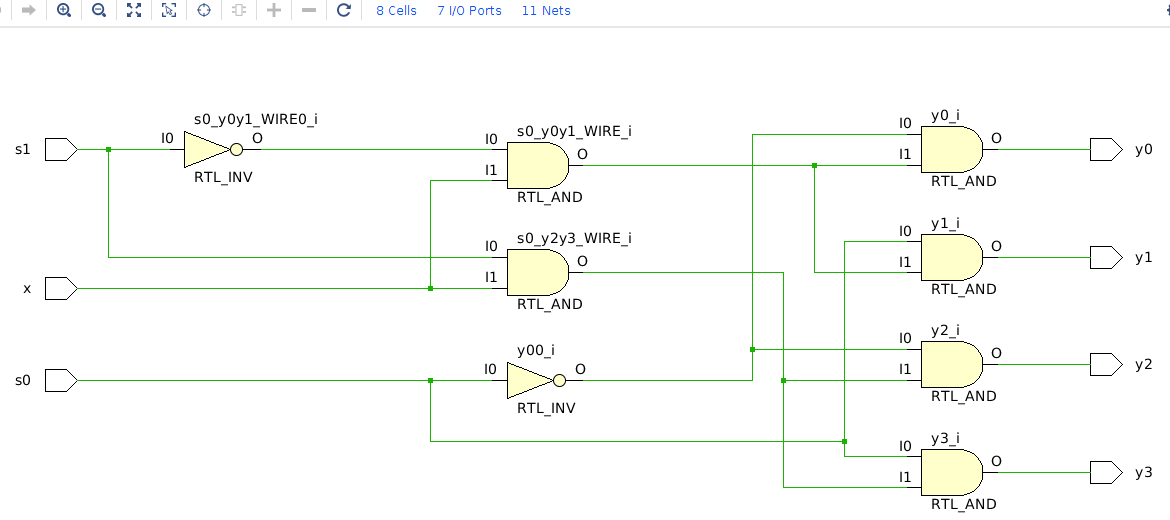 8 Cells 7 I/O Ports 11 Nets
s0_y0y1_WIRE0_i
s1
I0
O
RTL_INV
s0_y0y1_WIRE_i
I0
I1
O
RTL_AND
y0_i
I0
I1
O
RTL_AND
y0
s0_y2y3_WIRE_i
I0
I1
O
RTL_AND
y1_i
I0
I1
O
RTL_AND
y1
x
s0
y00_i
I0
O
RTL_INV
y2_i
I0
I1
O
RTL_AND
y2
y3_i
I0
I1
O
RTL_AND
y3